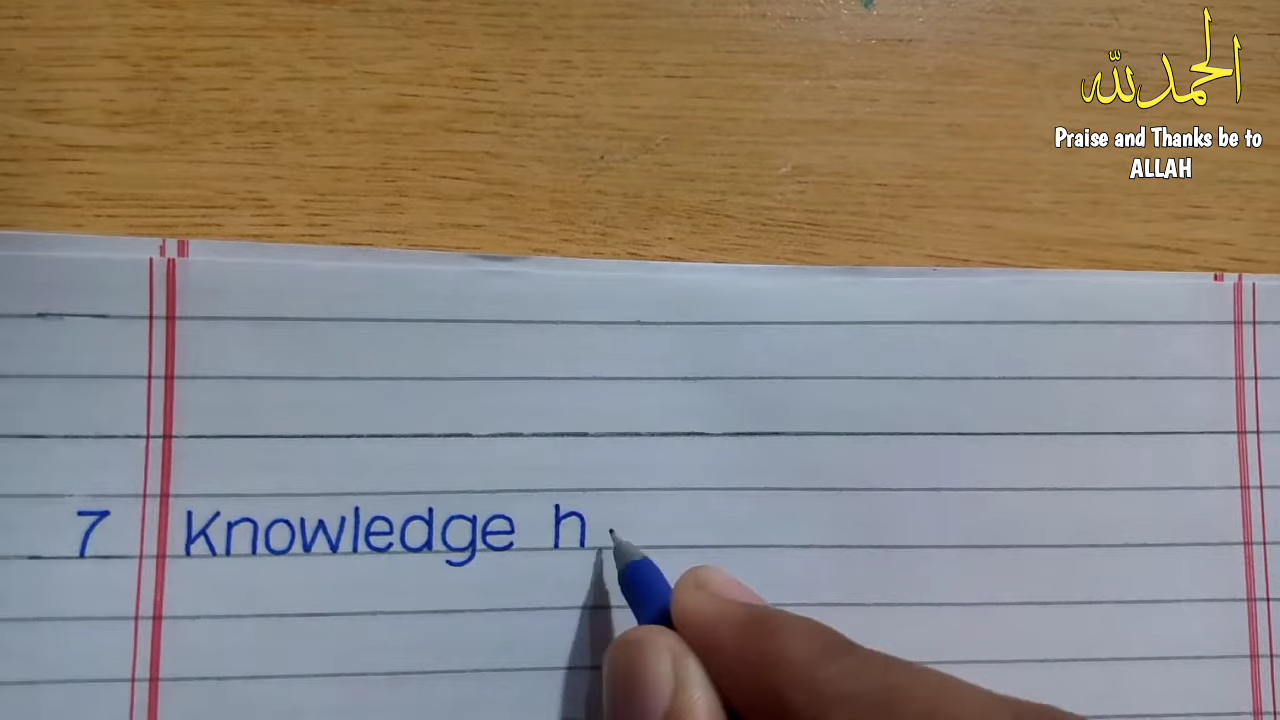 الحمدلله
Praise and Thanks be to
ALLAH
7 Knowledge h